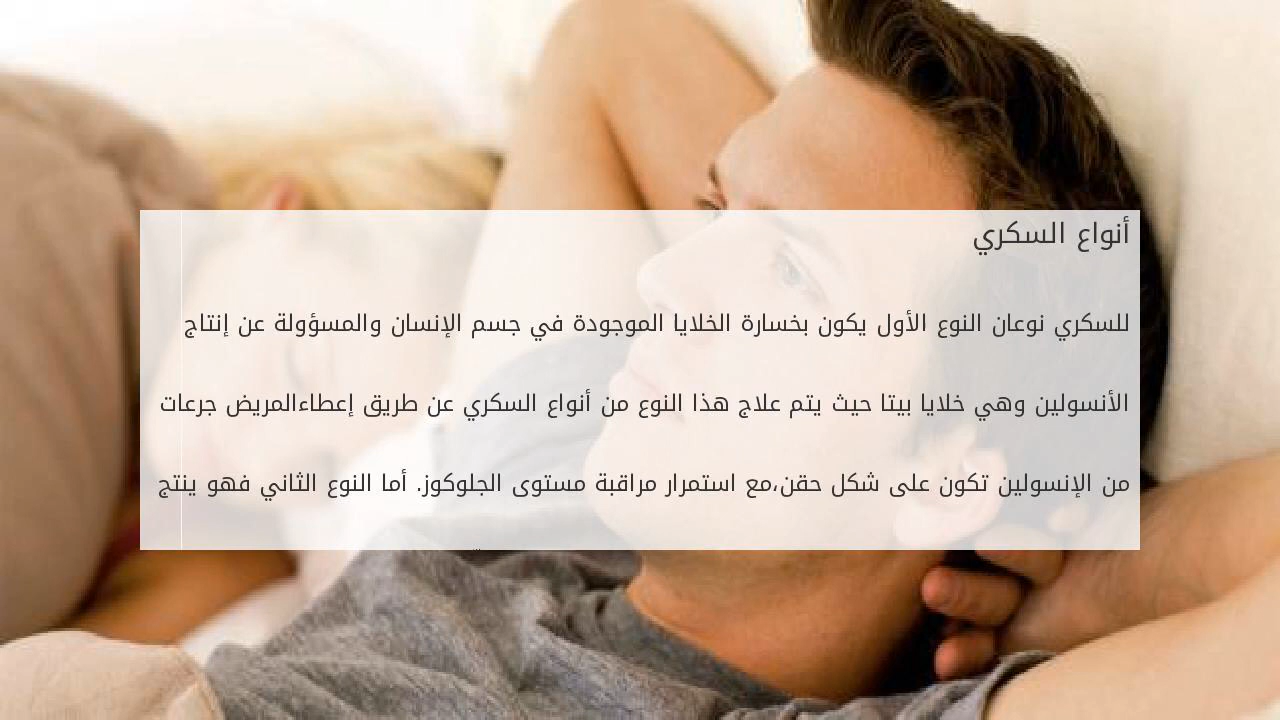 أنواع السكري
للسكري نوعان النوع الأول يكون بخسارة الخلايا الموجودة في جسم الإنسان والمسؤولة عن إنتاج
الأنسولين وهي خلايا بيتا حيث يتم علاج هذا النوع من أنواع السكري عن طريق إعطاءالمريض جرعات
من الإنسولين تكون على شكل حقن،مع استمرار مراقبة مستوى الجلوكوز. أما النوع الثاني فهو ينتج